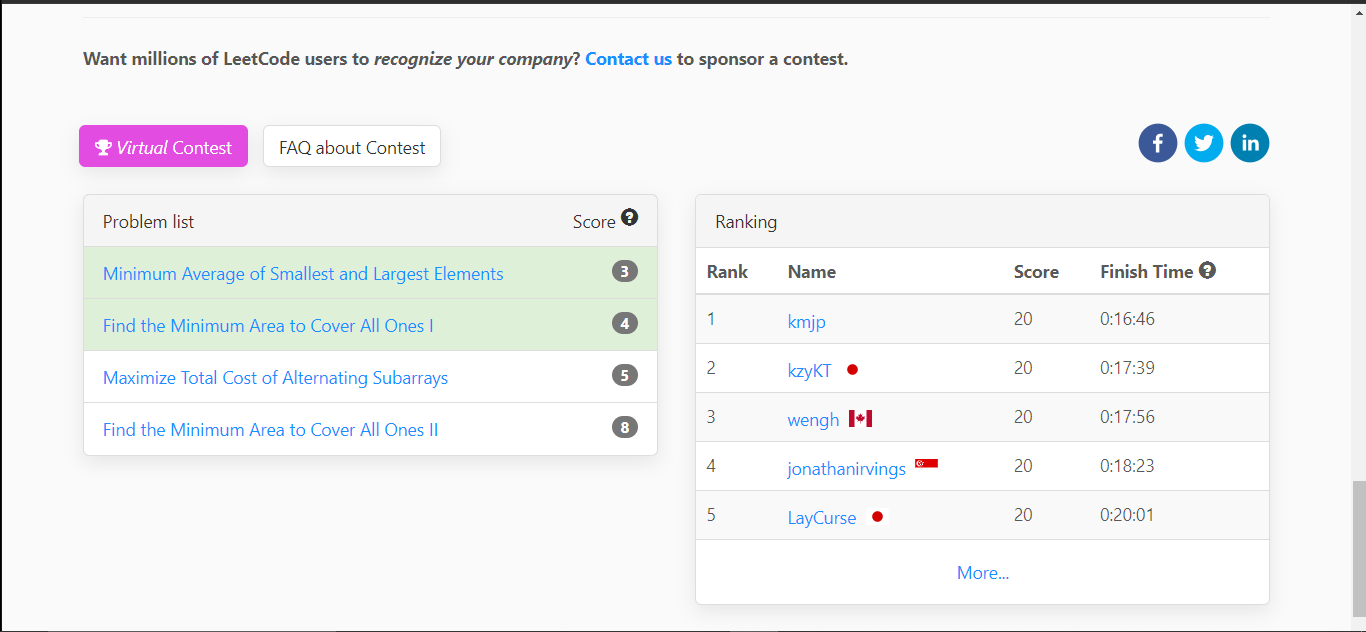 Want millions of LeetCode users to recognize your company? Contact us to sponsor a contest.
Virtual Contest
FAQ about Contest
in
Problem list Score
Minimum Average of Smallest and Largest Elements 3
Find the Minimum Area to Cover All Ones I 4
Maximize Total Cost of Alternating Subarrays 5
Find the Minimum Area to Cover All Ones II 8
Ranking
Rank Name Score Finish Time
1 kmjp 20 0:16:46
2 kzyKT 20 0:17:39
3 wengh 20 0:17:56
4 jonathanirvings 20 0:18:23
5 LayCurse 20 0:20:01
More...